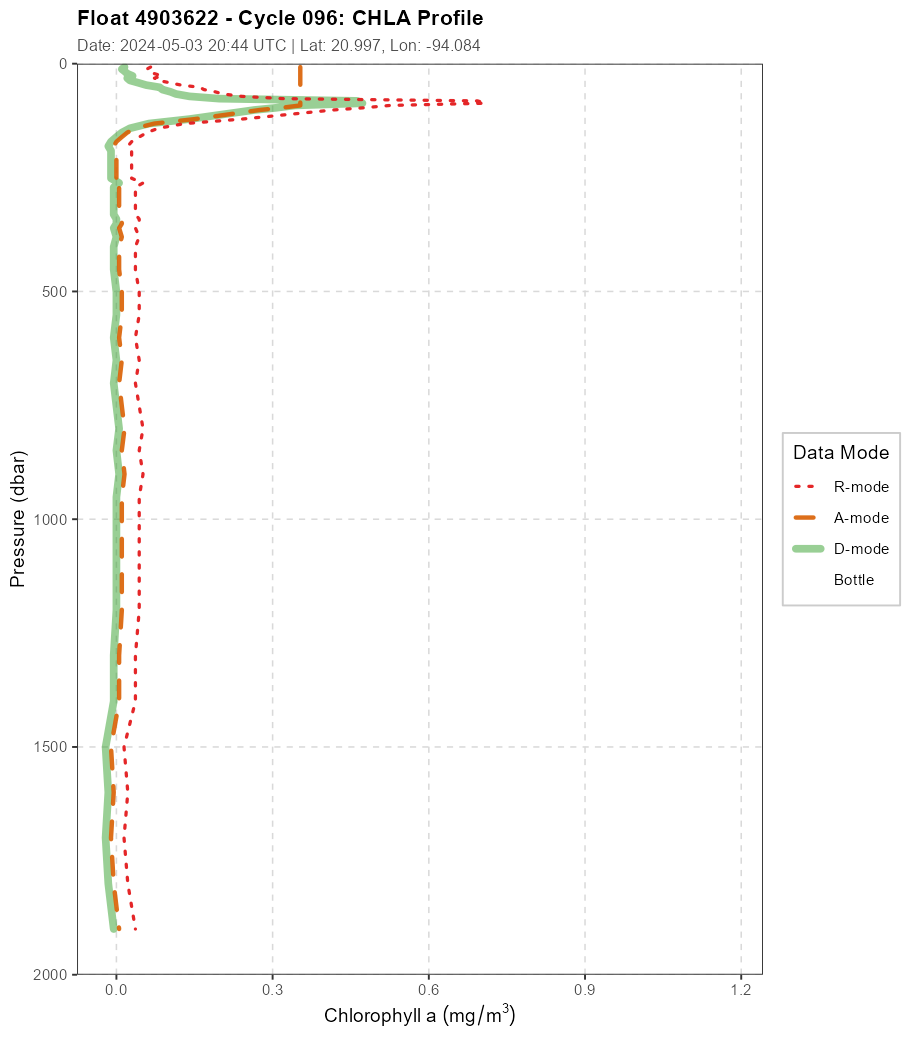 Float 4903622 - Cycle 096: CHLA Profile
Date: 2024-05-03 20:44 UTC | Lat: 20.997, Lon: -94.084
0
500
1000
1500
2000
Pressure (dbar)
0.0 0.3 0.6 0.9 1.2
Chlorophyll a (mg/m³)
Data Mode
R-mode
A-mode
D-mode
Bottle